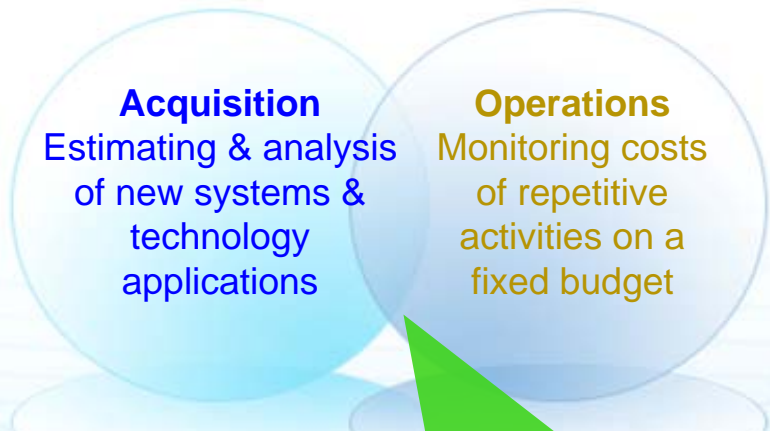 Acquisition
Estimating & analysis
of new systems &
technology
applications
Operations
Monitoring costs
of repetitive
activities on a
fixed budget